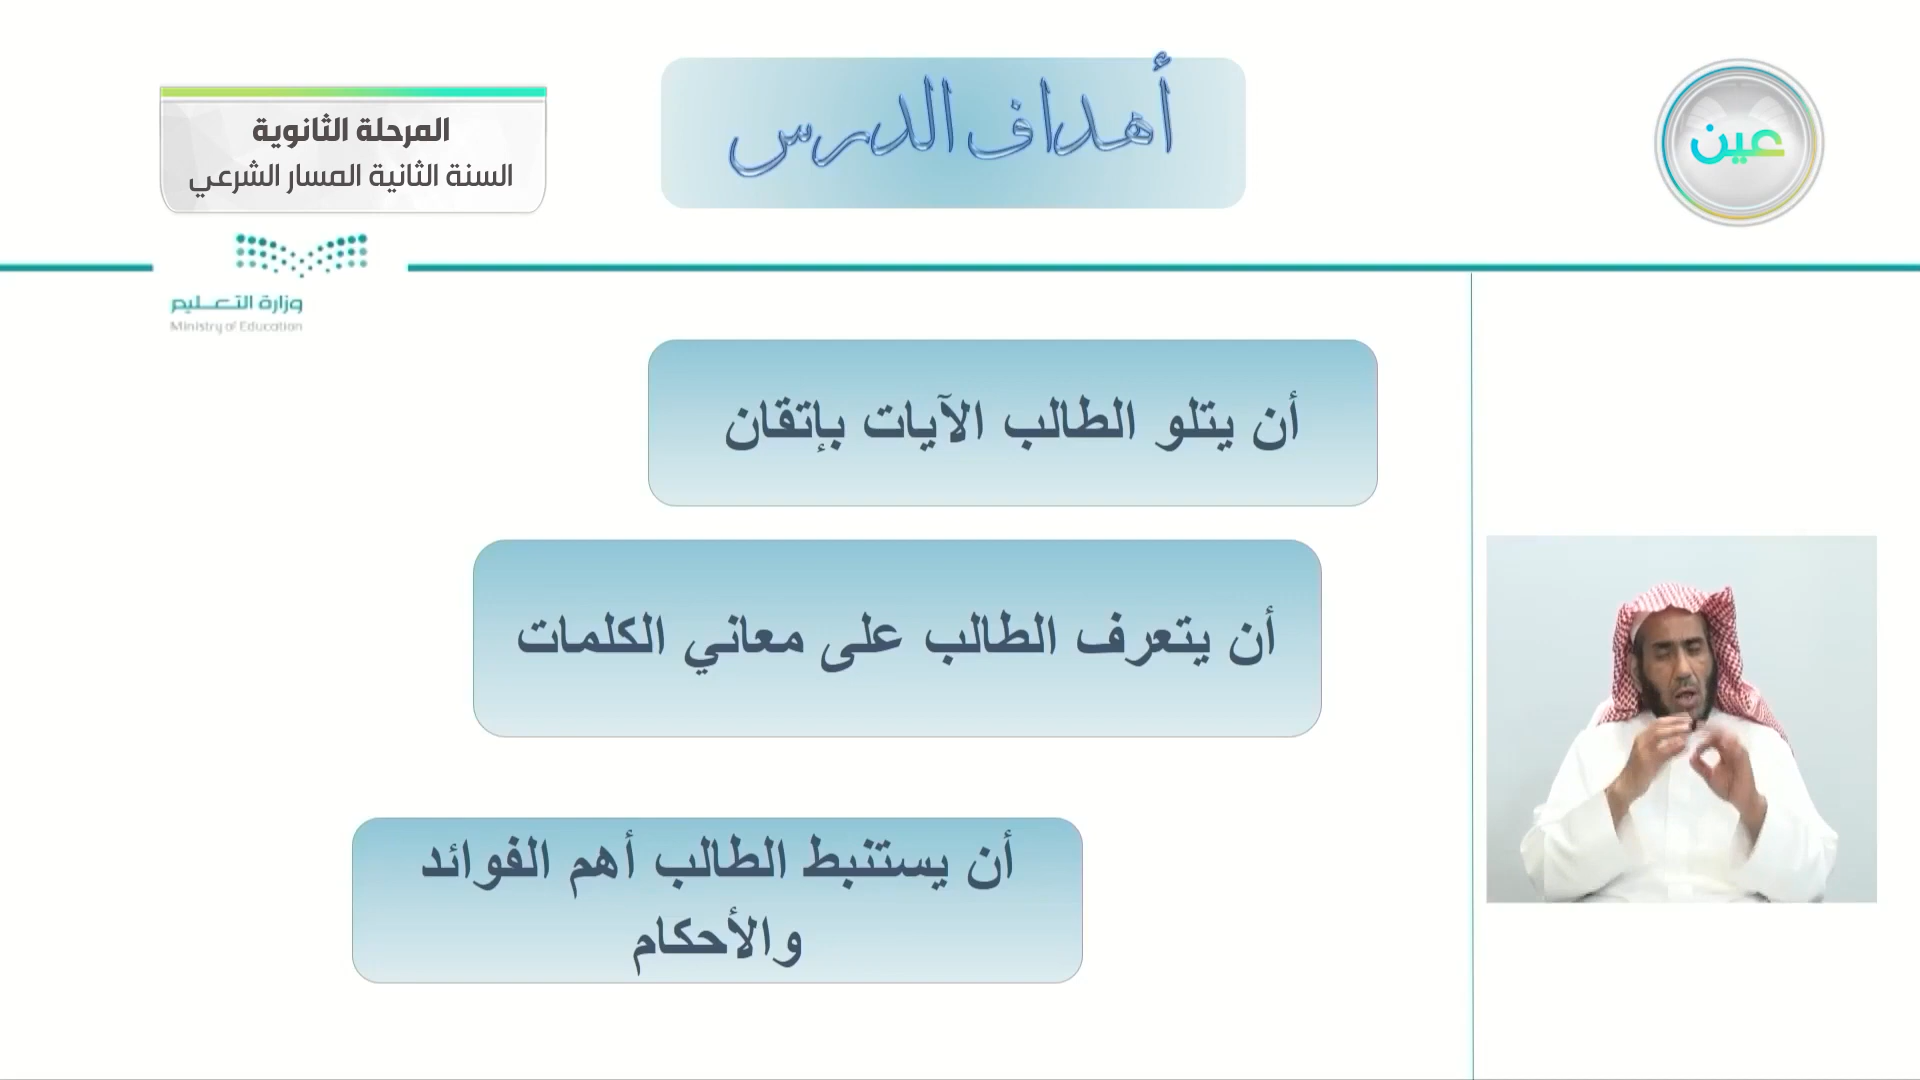 عين
أهداف الدرس
المرحلة الثانوية
السنة الثانية المسار الشرعي
وزارة التعليم
Ministry of Education
أن يتلو الطالب الآيات بإتقان
أن يتعرف الطالب على معاني الكلمات
أن يستنبط الطالب أهم الفوائد
والأحكام